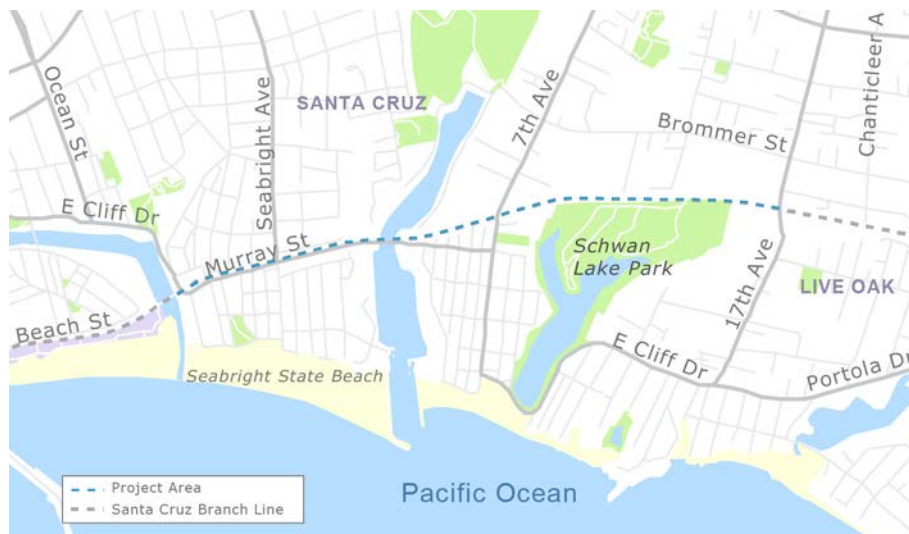 Ocean St
Seabright Ave
SANTA CRUZ
7th Ave
Brommer St
Chanticleer A
E Cliff Dr
Murray St
Schwan
Lake Park
17th Ave
LIVE OAK
Beach St
Seabright State Beach
E Cliff Dr
Portola Dr
Pacific Ocean
Project Area
Santa Cruz Branch Line